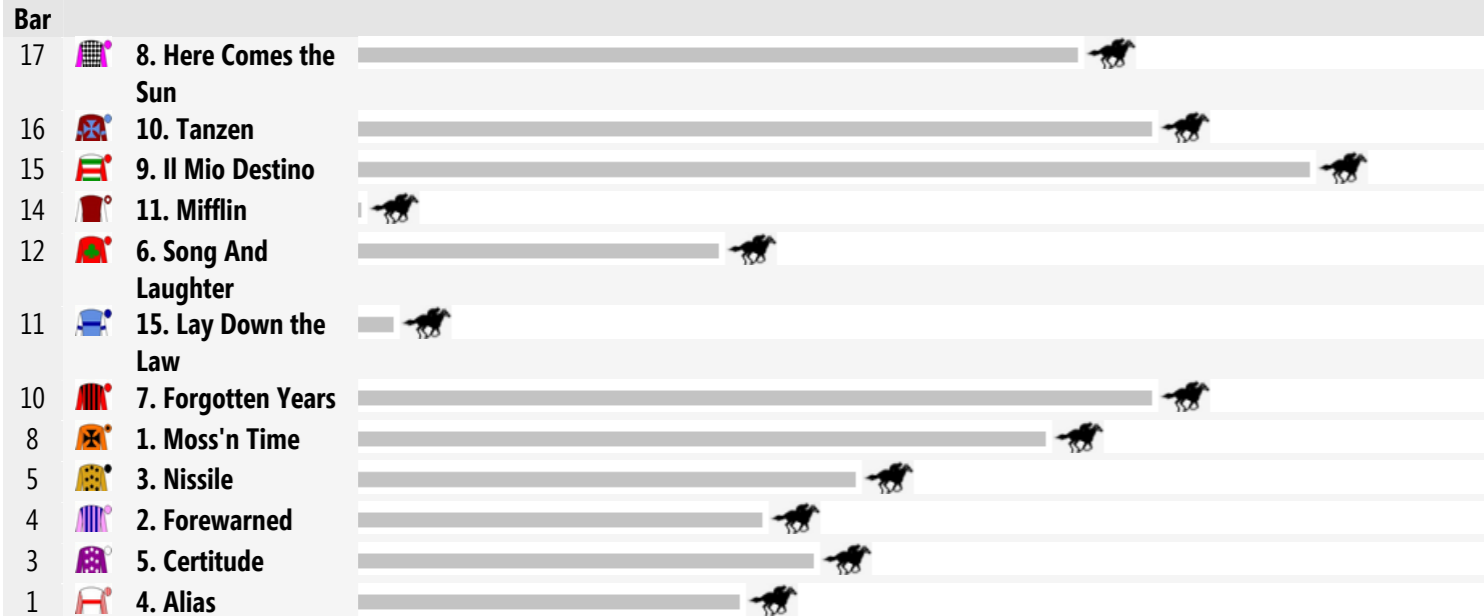 Bar
17 8. Here Comes the
Sun
16 10. Tanzen
15 9. Il Mio Destino
14 11. Mifflin
12 6. Song And
Laughter
11 15. Lay Down the
Law
10 7. Forgotten Years
8 1. Moss'n Time
5 3. Nissile
4 2. Forewarned
3 5. Certitude
1 4. Alias